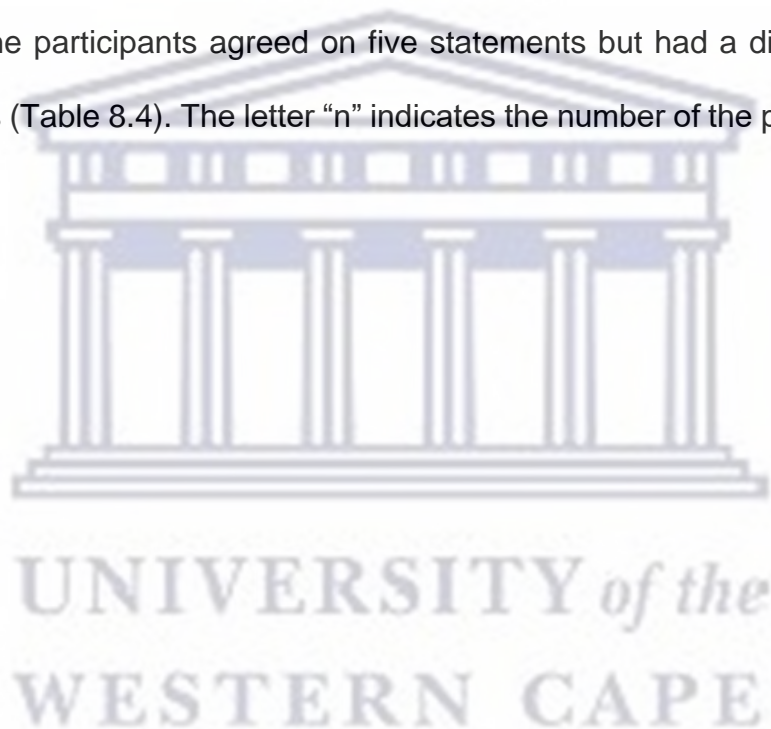 ne participants agreed on five statements but had a di
(Table 8.4). The letter “n” indicates the number of the p
UNIVERSITY of the
WESTERN CAPE